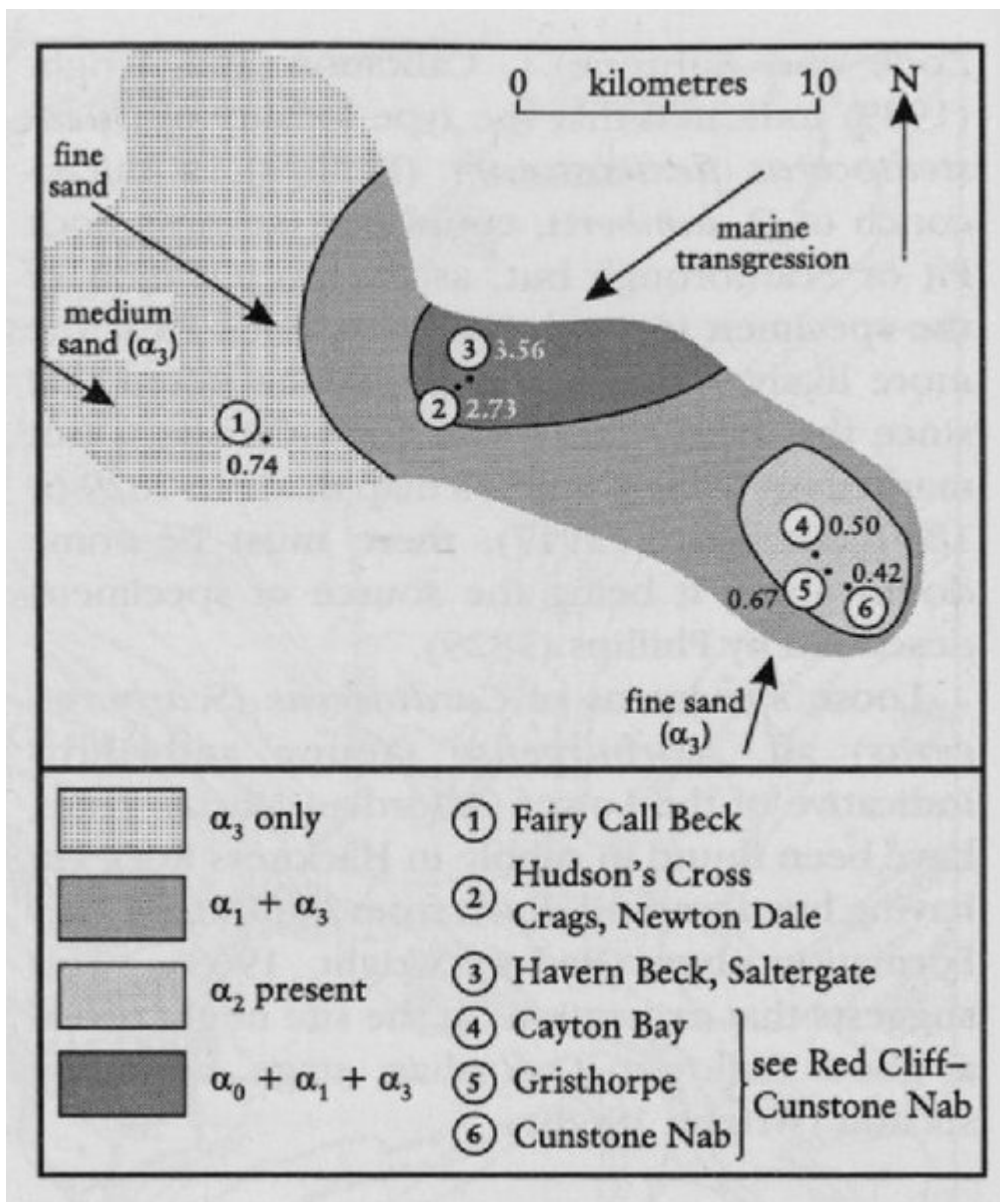 0 kilometres 10 N
fine
sand
marine
transgression
medium
sand (α₃)
③ 3.56
② 2.73
①
0.74
④ 0.50
0.42
⑤
0.67
⑥
fine sand
(α₃)
α₃ only
α₁ + α₃
α₂ present
α₀ + α₁ + α₃
① Fairy Call Beck
② Hudson's Cross
Crags, Newton Dale
③ Havern Beck, Saltergate
④ Cayton Bay
⑤ Gristhorpe
⑥ Cunstone Nab
see Red Cliff–
Cunstone Nab